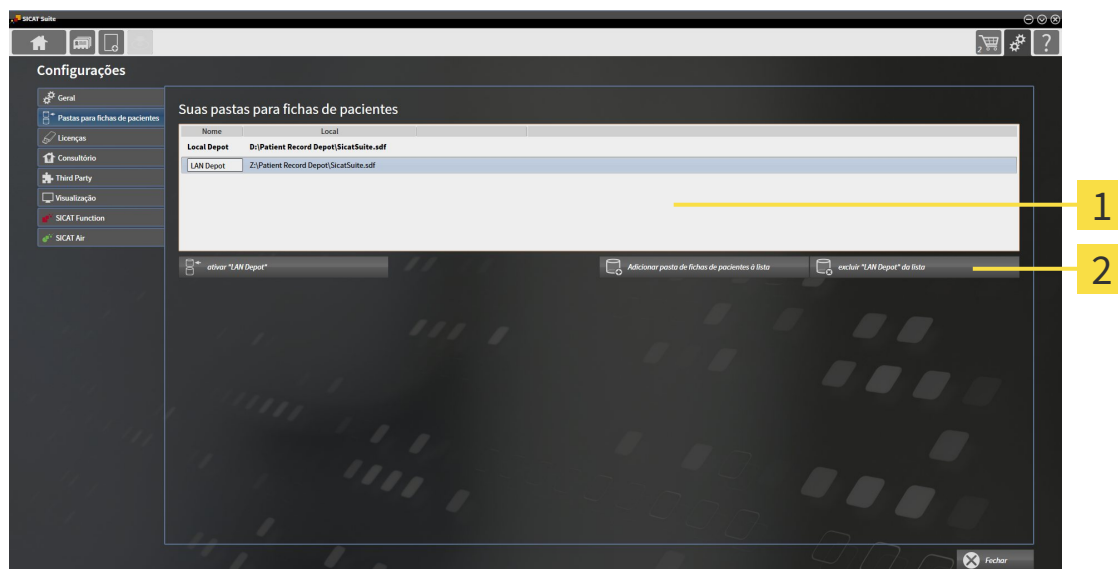 SICAT Suite
2
?
Configurações
Geral
Pastas para fichas de pacientes
Licenças
Consultório
Third Party
Visualização
SICAT Function
SICAT Air
Suas pastas para fichas de pacientes
Nome Local
Local Depot D:\Patient Record Depot\SicatSuite.sdf
LAN Depot Z:\Patient Record Depot\SicatSuite.sdf
1
ativar "LAN Depot" Adicionar pasta de fichas de pacientes à lista excluir "LAN Depot" da lista
2
Fechar